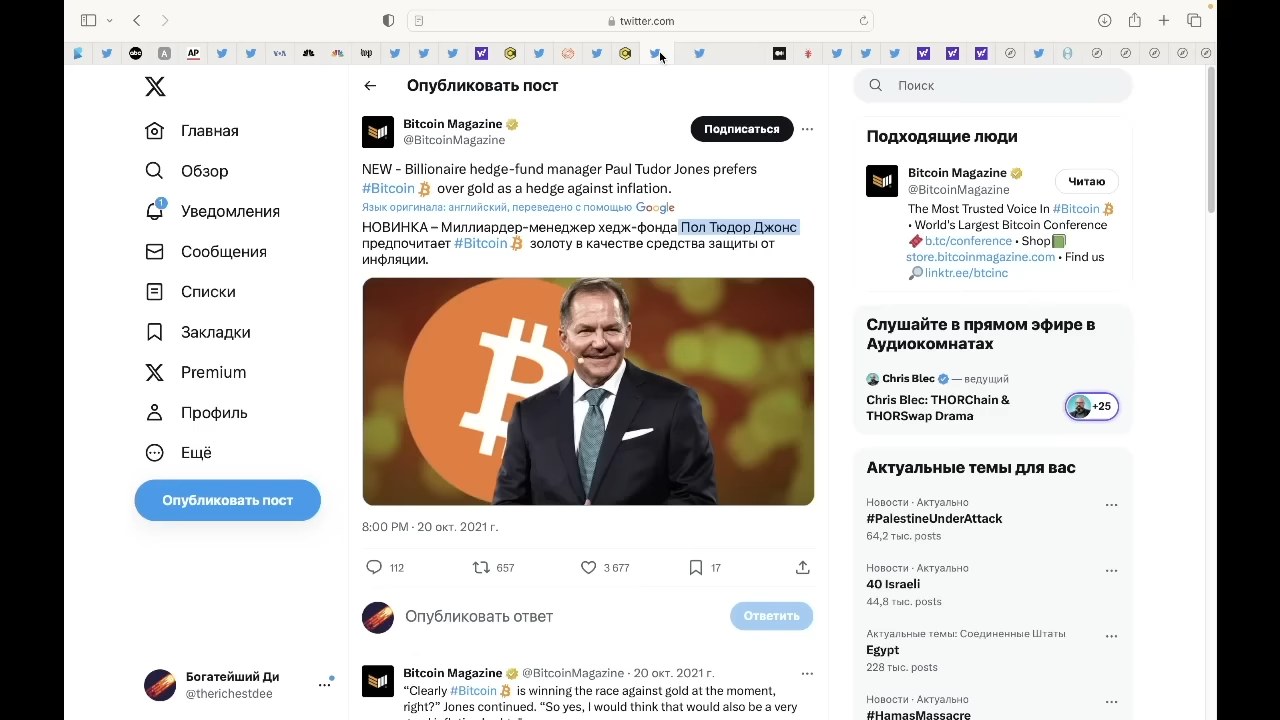 twitter.com
Главная
Обзор
1
Уведомления
Сообщения
Списки
Закладки
Premium
Профиль
Ещё
Опубликовать пост
Богатейший Ди
@therichestdee
Опубликовать пост
Bitcoin Magazine
@BitcoinMagazine
Подписаться
NEW - Billionaire hedge-fund manager Paul Tudor Jones prefers
#Bitcoin over gold as a hedge against inflation.
Язык оригинала: английский, переведено с помощью Google
НОВИНКА – Миллиардер-менеджер хедж-фонда Пол Тюдор Джонс
предпочитает #Bitcoin золоту в качестве средства защиты от
инфляции.
8:00 PM · 20 окт. 2021 г.
112 657 3 677 17
Опубликовать ответ
Ответить
Bitcoin Magazine @BitcoinMagazine · 20 окт. 2021 г.
“Clearly #Bitcoin is winning the race against gold at the moment,
right?” Jones continued. “So yes, I would think that would also be a very
Поиск
Подходящие люди
Bitcoin Magazine
@BitcoinMagazine
Читаю
The Most Trusted Voice In #Bitcoin
• World's Largest Bitcoin Conference
b.tc/conference • Shop
store.bitcoinmagazine.com • Find us
linktr.ee/btcinc
Слушайте в прямом эфире в
Аудиокомнатах
Chris Blec — ведущий
Chris Blec: THORChain &
THORSwap Drama
+25
Актуальные темы для вас
Новости · Актуально
#PalestineUnderAttack
64,2 тыс. posts
Новости · Актуально
40 Israeli
44,8 тыс. posts
Актуальные темы: Соединенные Штаты
Egypt
228 тыс. posts
Новости · Актуально
#HamasMassacre